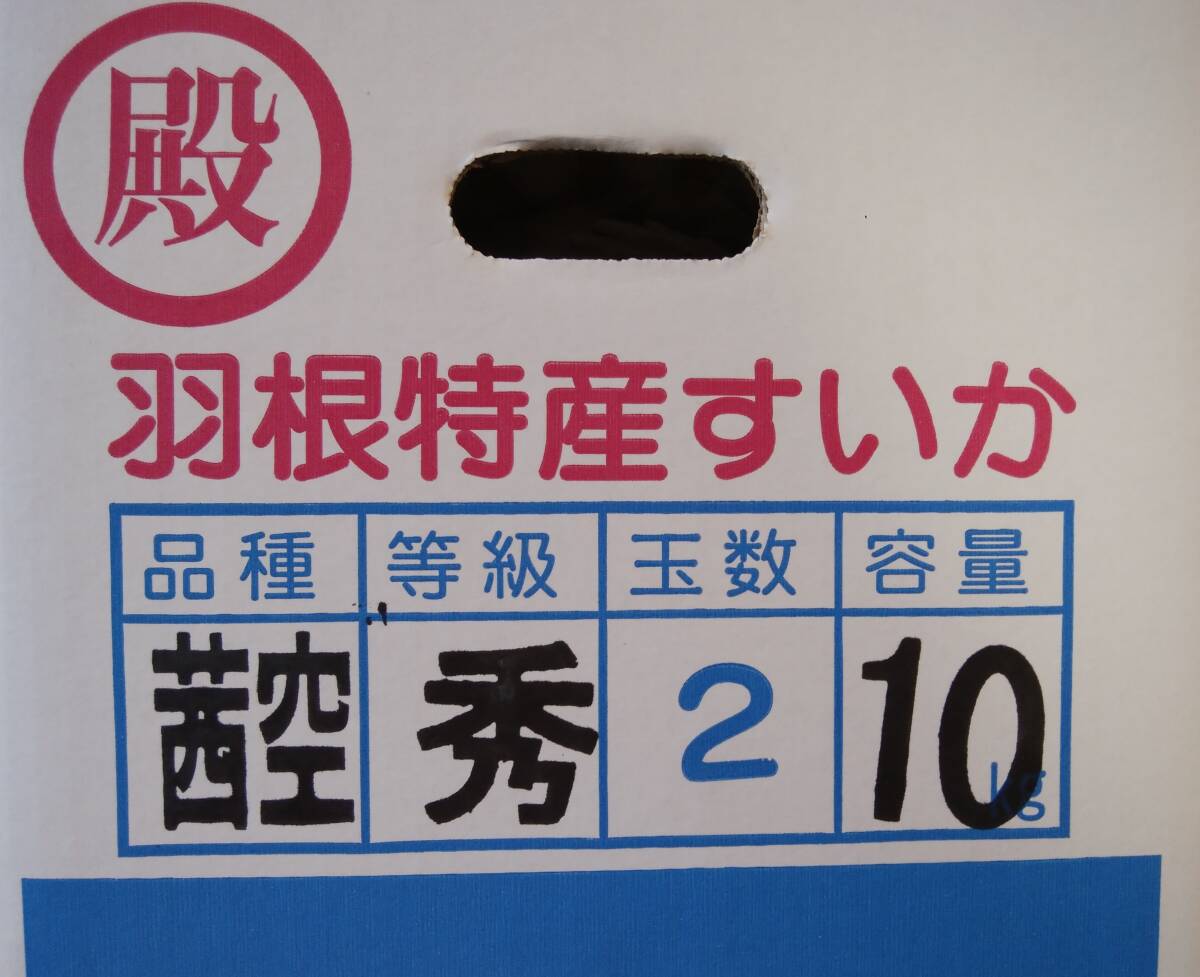 殿
羽根特産すいか
品種 等級 玉数 容量
茜空 秀 2 10kg